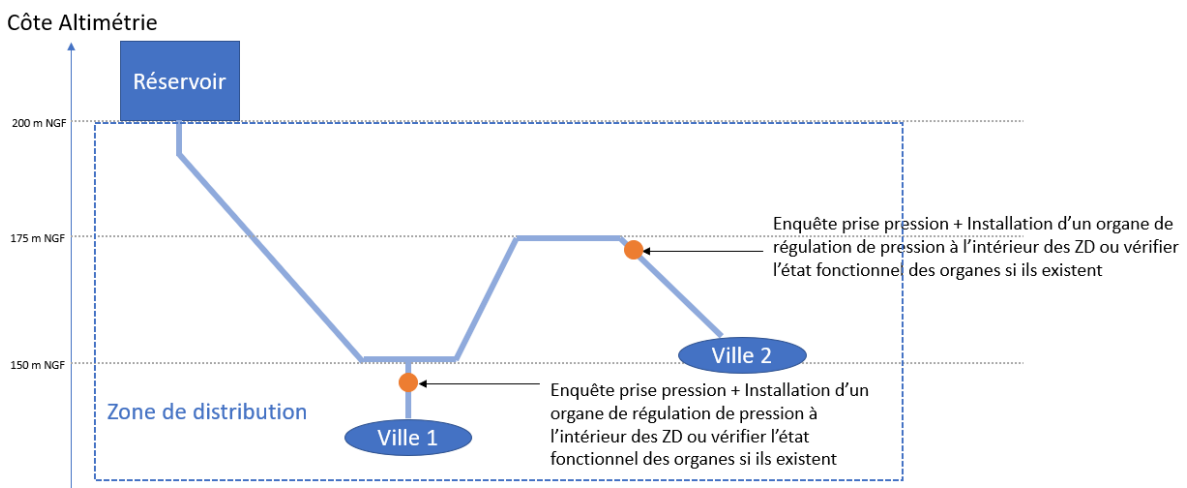 Côte Altimétrie
Réservoir
200 m NGF
175 m NGF
Enquête prise pression + Installation d’un organe de
régulation de pression à l’intérieur des ZD ou vérifier
l’état fonctionnel des organes si ils existent
150 m NGF
Ville 2
Enquête prise pression + Installation d’un
organe de régulation de pression à
l’intérieur des ZD ou vérifier l’état
fonctionnel des organes si ils existent
Zone de distribution
Ville 1